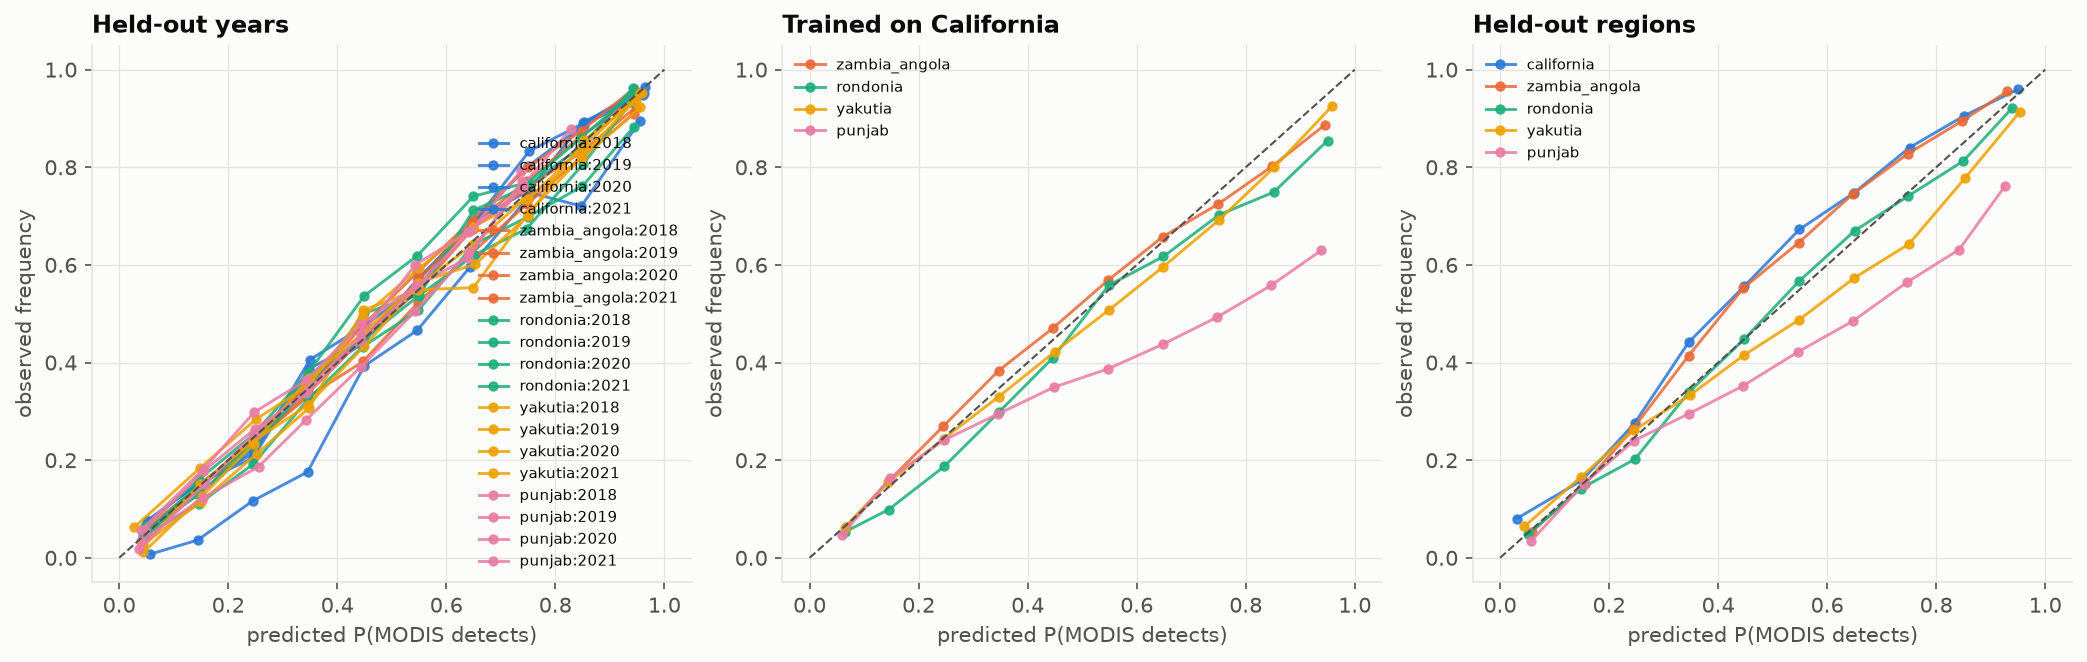 Held-out years
observed frequency
1.0
0.8
0.6
0.4
0.2
0.0
california:2018
california:2019
california:2020
california:2021
zambia_angola:2018
zambia_angola:2019
zambia_angola:2020
zambia_angola:2021
rondonia:2018
rondonia:2019
rondonia:2020
rondonia:2021
yakutia:2018
yakutia:2019
yakutia:2020
yakutia:2021
punjab:2018
punjab:2019
punjab:2020
punjab:2021
0.0 0.2 0.4 0.6 0.8 1.0
predicted P(MODIS detects)
Trained on California
observed frequency
1.0
0.8
0.6
0.4
0.2
0.0
zambia_angola
rondonia
yakutia
punjab
0.0 0.2 0.4 0.6 0.8 1.0
predicted P(MODIS detects)
Held-out regions
observed frequency
1.0
0.8
0.6
0.4
0.2
0.0
california
zambia_angola
rondonia
yakutia
punjab
0.0 0.2 0.4 0.6 0.8 1.0
predicted P(MODIS detects)